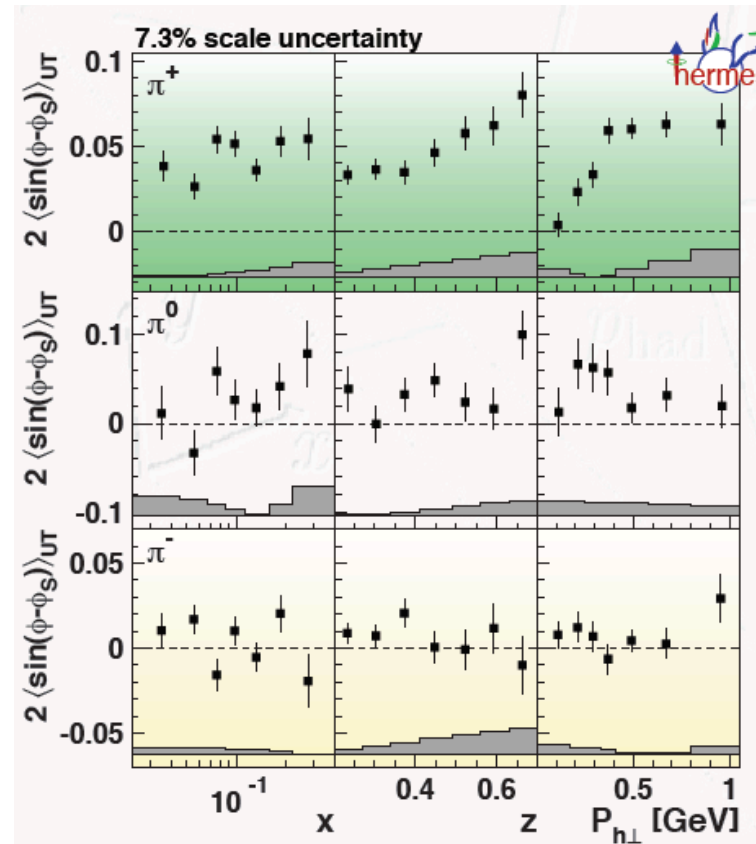 7.3% scale uncertainty
hermes
2 ⟨sin(ϕ-ϕS)⟩UT
π+
0.1
0.05
0
2 ⟨sin(ϕ-ϕS)⟩UT
π0
0.1
0
-0.1
2 ⟨sin(ϕ-ϕS)⟩UT
π-
0.05
0
-0.05
10-1
0.4 0.6
0.5 1
x z Ph⊥ [GeV]